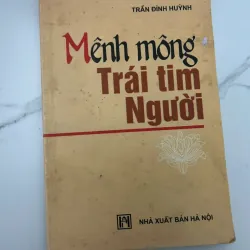 TRẦN ĐÌNH HUỲNH
Mênh mông
Trái tim
Người
NHÀ XUẤT BẢN HÀ NỘI